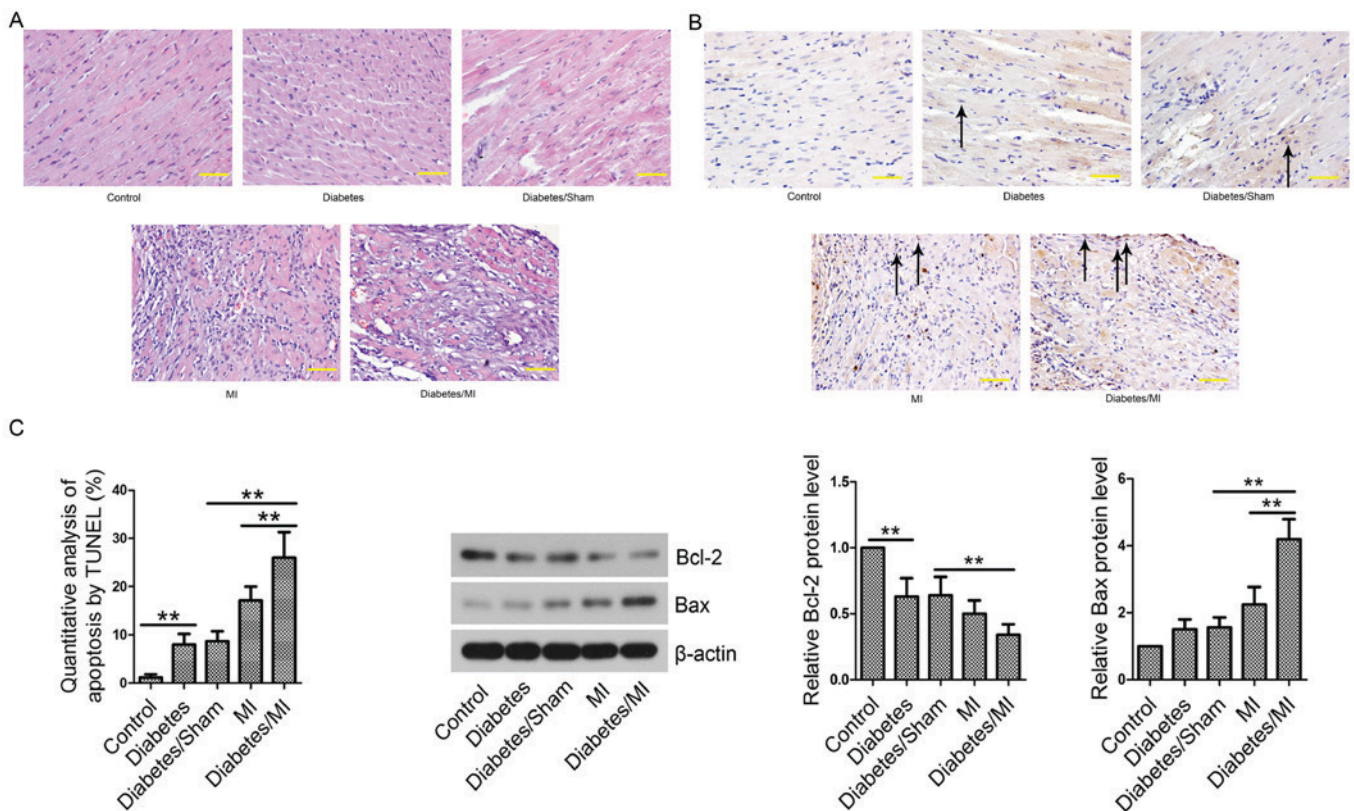 A
Control
Diabetes
Diabetes/Sham
MI
Diabetes/MI
B
Control
Diabetes
Diabetes/Sham
MI
Diabetes/MI
C
Quantitative analysis of
apoptosis by TUNEL (%)
40
30
20
10
0
**
**
**
Control
Diabetes
Diabetes/Sham
MI
Diabetes/MI
Bcl-2
Bax
β-actin
Control
Diabetes
Diabetes/Sham
MI
Diabetes/MI
Relative Bcl-2 protein level
1.5
1.0
0.5
0.0
**
**
Control
Diabetes
Diabetes/Sham
MI
Diabetes/MI
Relative Bax protein level
6
4
2
0
**
**
Control
Diabetes
Diabetes/Sham
MI
Diabetes/MI